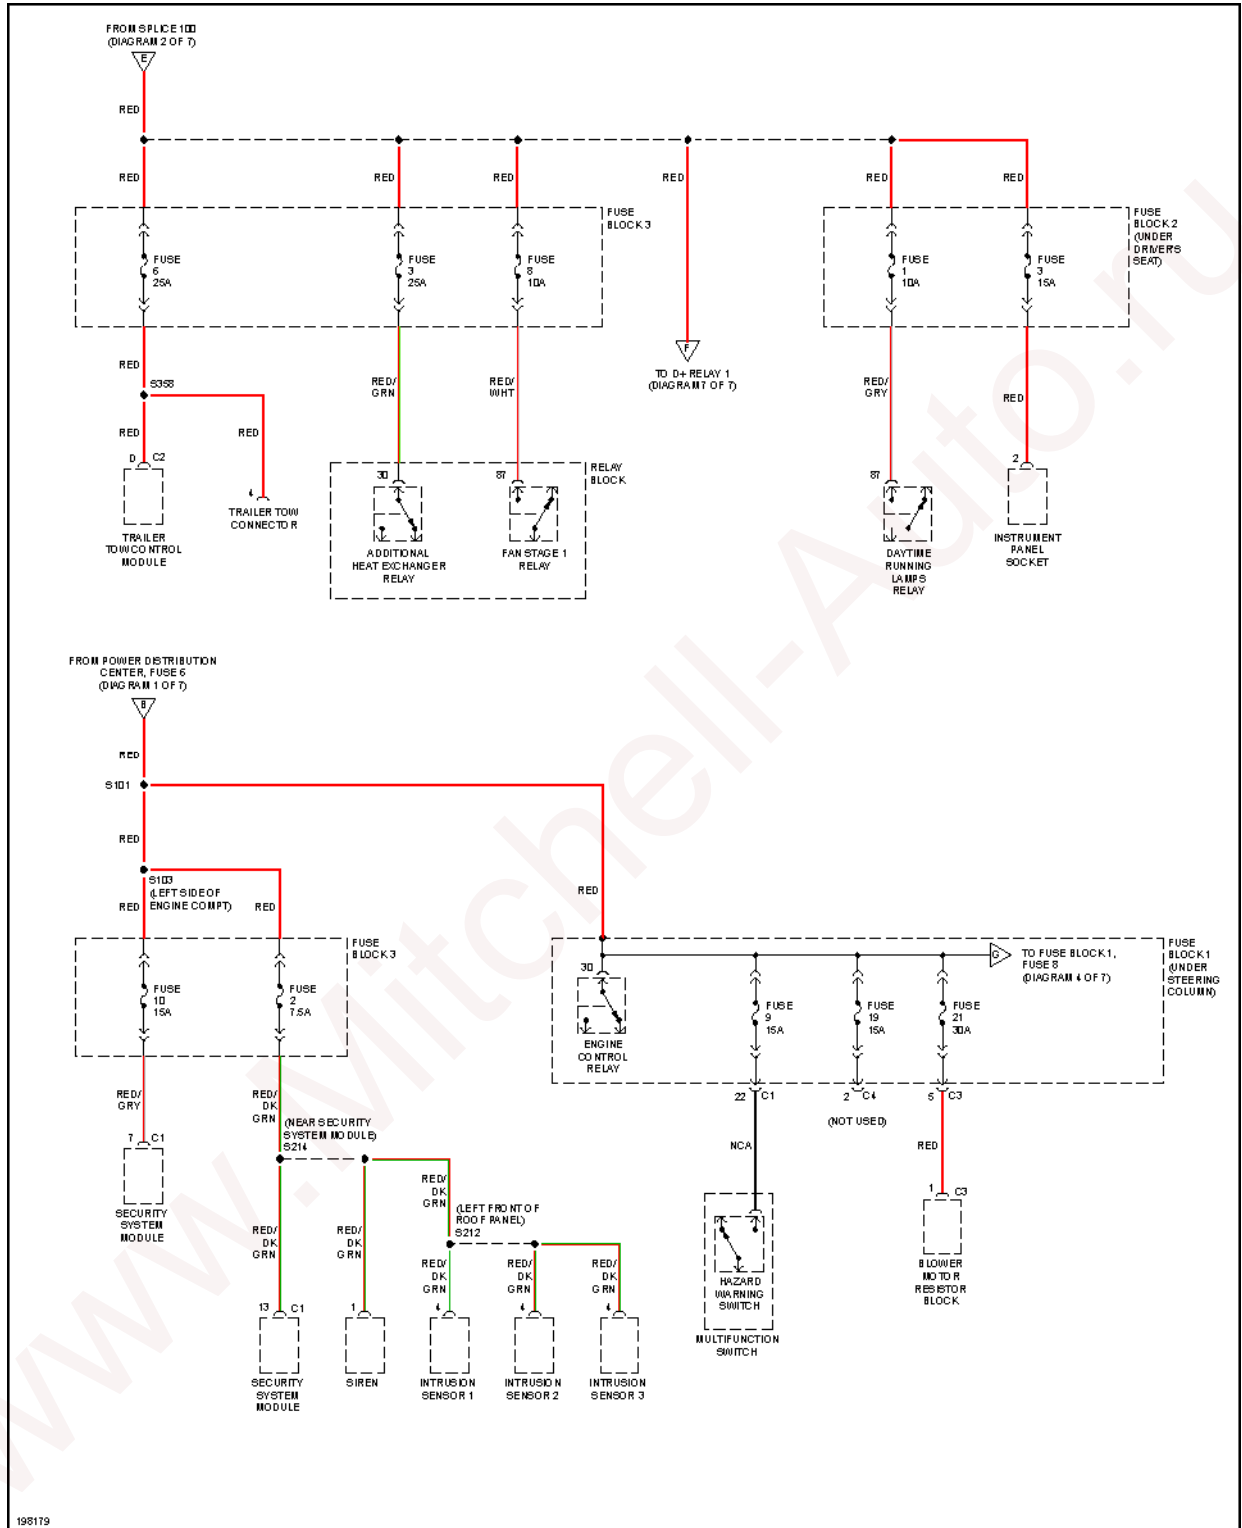 FROM SPLICE 100
(DIAGRAM 2 OF 7)
E
RED
RED
RED
RED
RED
RED
RED
FUSE
BLOCK 3
FUSE
BLOCK 2
(UNDER
DRIVERS
SEAT)
FUSE
6
25A
FUSE
3
25A
FUSE
8
10A
FUSE
1
10A
FUSE
3
15A
RED
S358
RED/
GRN
RED/
WHT
F
TO D+ RELAY 1
(DIAGRAM 7 OF 7)
RED/
GRY
RED
RED
RED
D C2
4
30
87
RELAY
BLOCK
87
2
TRAILER
TOW CONTROL
MODULE
TRAILER TOW
CONNECTOR
ADDITIONAL
HEAT EXCHANGER
RELAY
FAN STAGE 1
RELAY
DAYTIME
RUNNING
LAMPS
RELAY
INSTRUMENT
PANEL
SOCKET
FROM POWER DISTRIBUTION
CENTER, FUSE 6
(DIAGRAM 1 OF 7)
B
RED
S101
RED
S103
(LEFT SIDE OF
ENGINE COMPT)
RED
RED
RED
FUSE
BLOCK 3
FUSE
10
15A
FUSE
2
7.5A
30
ENGINE
CONTROL
RELAY
FUSE
9
15A
FUSE
19
15A
FUSE
21
30A
G
TO FUSE BLOCK 1,
FUSE 8
(DIAGRAM 4 OF 7)
FUSE
BLOCK 1
(UNDER
STEERING
COLUMN)
22 C1
2 C4
5 C3
(NOT USED)
NCA
RED
RED/
GRY
RED/
DK
GRN
(NEAR SECURITY
SYSTEM MODULE)
S214
7 C1
SECURITY
SYSTEM
MODULE
RED/
DK
GRN
(LEFT FRONT OF
ROOF PANEL)
S212
RED/
DK
GRN
RED/
DK
GRN
RED/
DK
GRN
RED/
DK
GRN
RED/
DK
GRN
1 C3
BLOWER
MOTOR
RESISTOR
BLOCK
HAZARD
WARNING
SWITCH
MULTIFUNCTION
SWITCH
13 C1
1
4
4
4
SECURITY
SYSTEM
MODULE
SIREN
INTRUSION
SENSOR 1
INTRUSION
SENSOR 2
INTRUSION
SENSOR 3
198179
www.Mitchell-Auto.ru